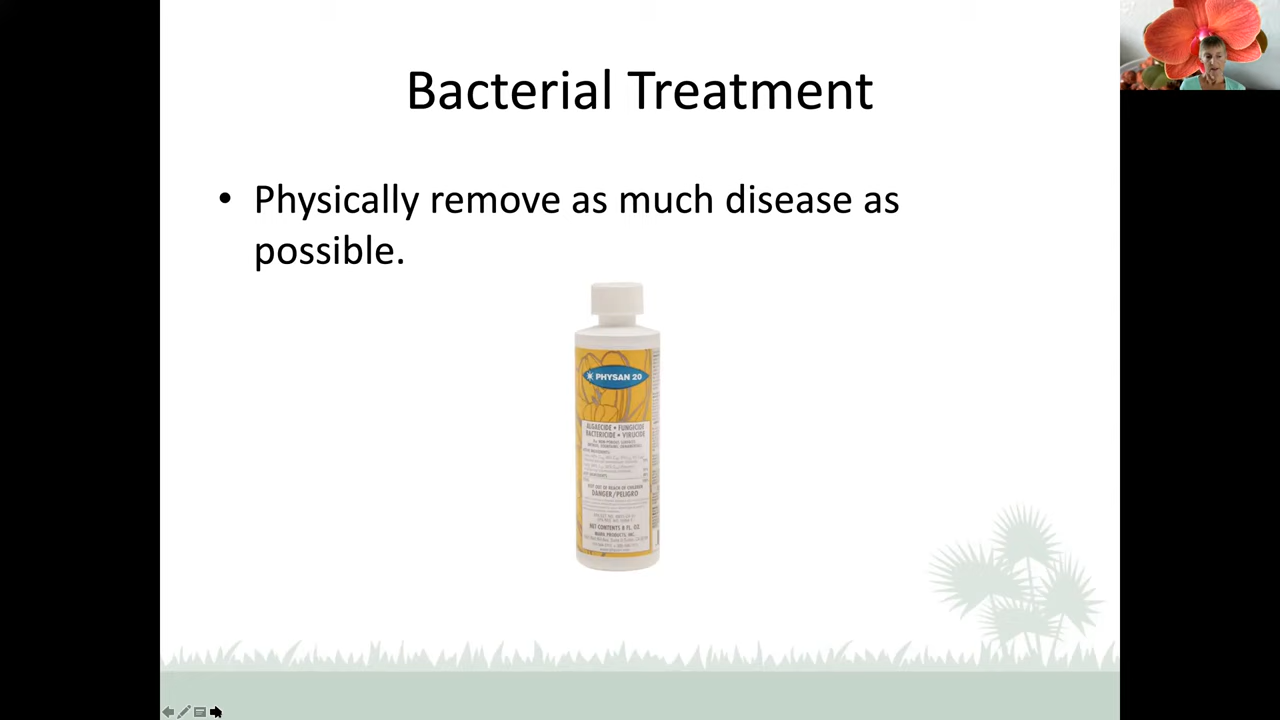 Bacterial Treatment
• Physically remove as much disease as
possible.
PHYSAN 20
ALGAECIDE • FUNGICIDE
BACTERICIDE • VIRUCIDE
KEEP OUT OF REACH OF CHILDREN
DANGER/PELIGRO
NET CONTENTS 8 FL. OZ.